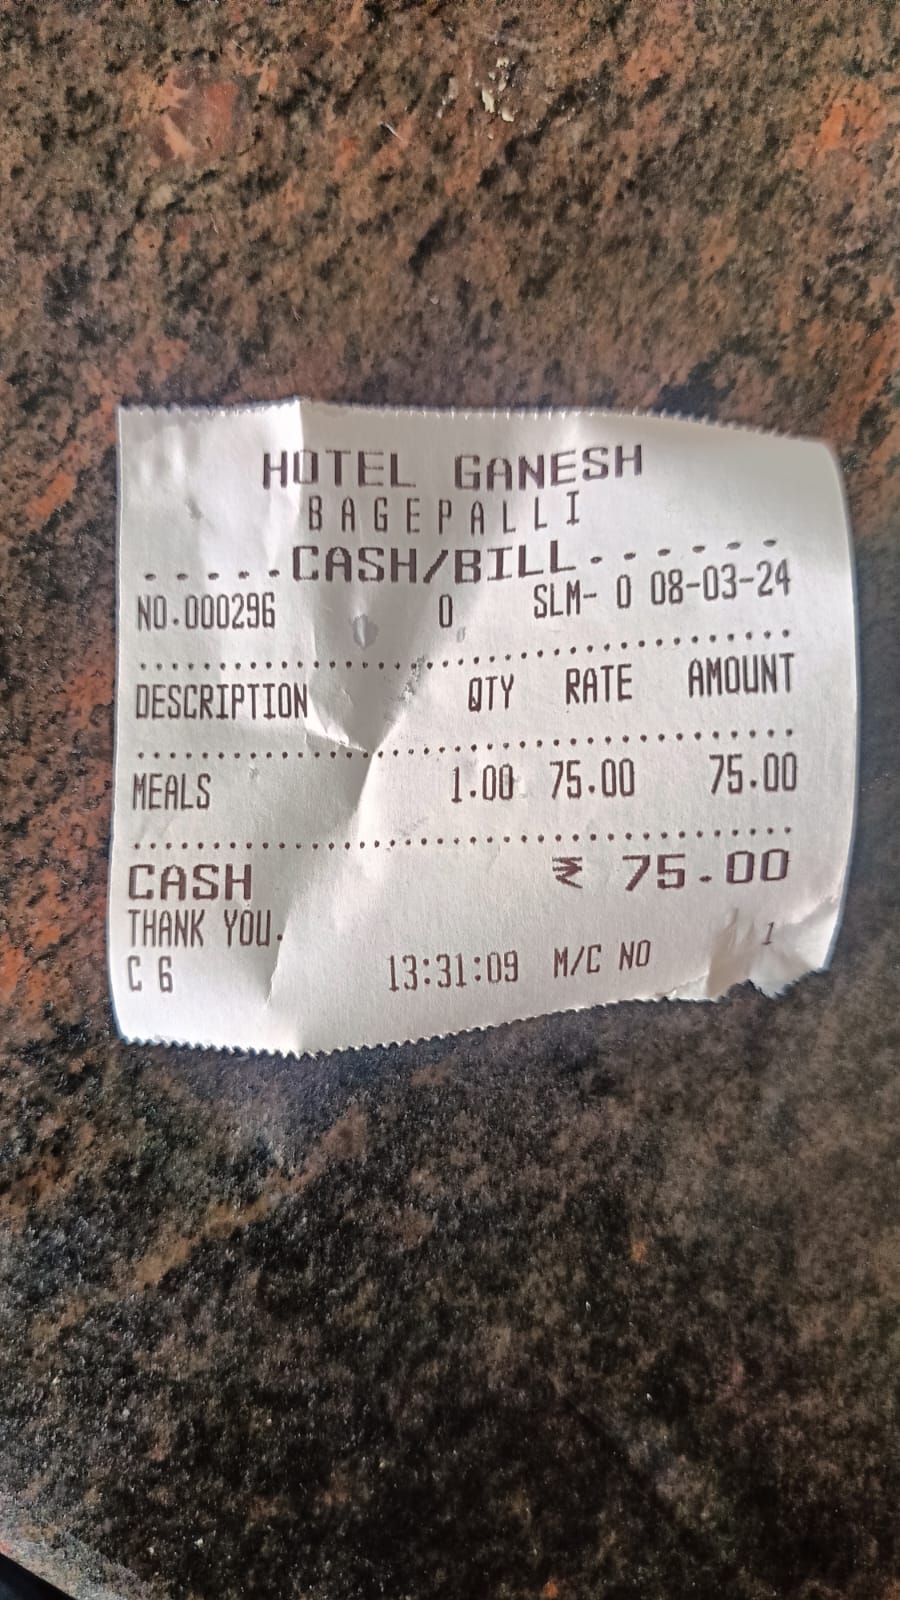 HOTEL GANESH
BAGEPALLI
.....CASH/BILL......
NO.000296 0 SLM- 0 08-03-24
DESCRIPTION QTY RATE AMOUNT
MEALS 1.00 75.00 75.00
CASH ₹ 75.00
THANK YOU.
C 6 13:31:09 M/C NO 1